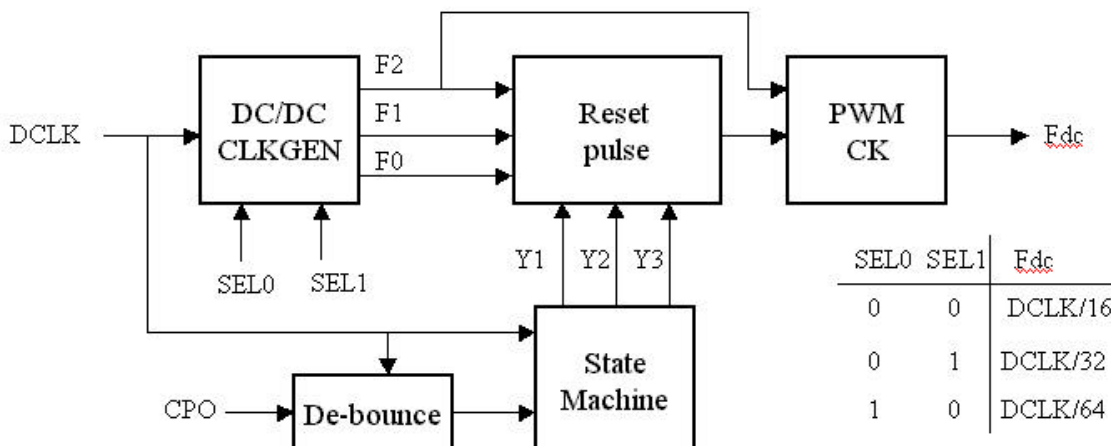 F2
DC/DC
CLKGEN
F1
F0
DCLK
Reset
pulse
PWM
CK
Fdc
SEL0
SEL1
Y1
Y2
Y3
State
Machine
CPO
De-bounce
SEL0 SEL1 Fdc
0 0 DCLK/16
0 1 DCLK/32
1 0 DCLK/64